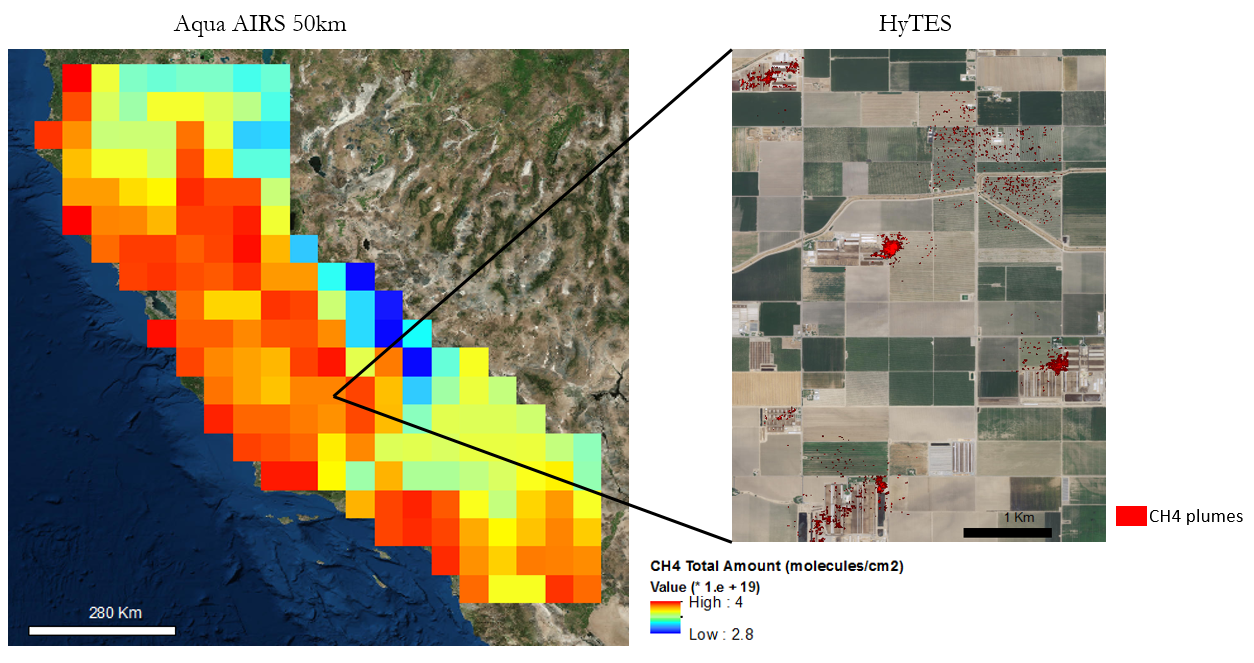 Aqua AIRS 50km
HyTES
1 Km
CH4 plumes
CH4 Total Amount (molecules/cm2)
Value (* 1.e + 19)
High : 4
Low : 2.8
280 Km